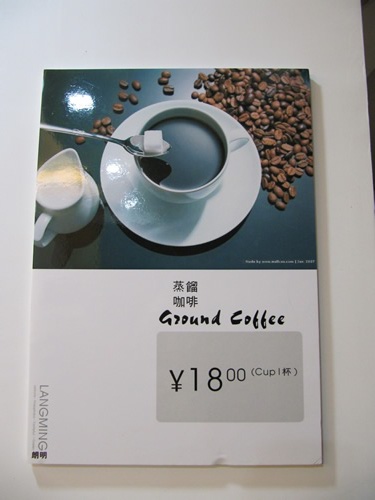 蒸餾
咖啡
Ground Coffee
¥18.00 (Cup | 杯)
LANGMING
朗明